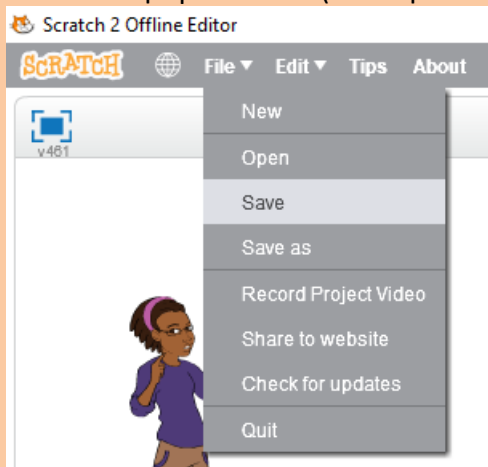 Scratch 2 Offline Editor
SCRATCH File Edit Tips About
v461
New
Open
Save
Save as
Record Project Video
Share to website
Check for updates
Quit